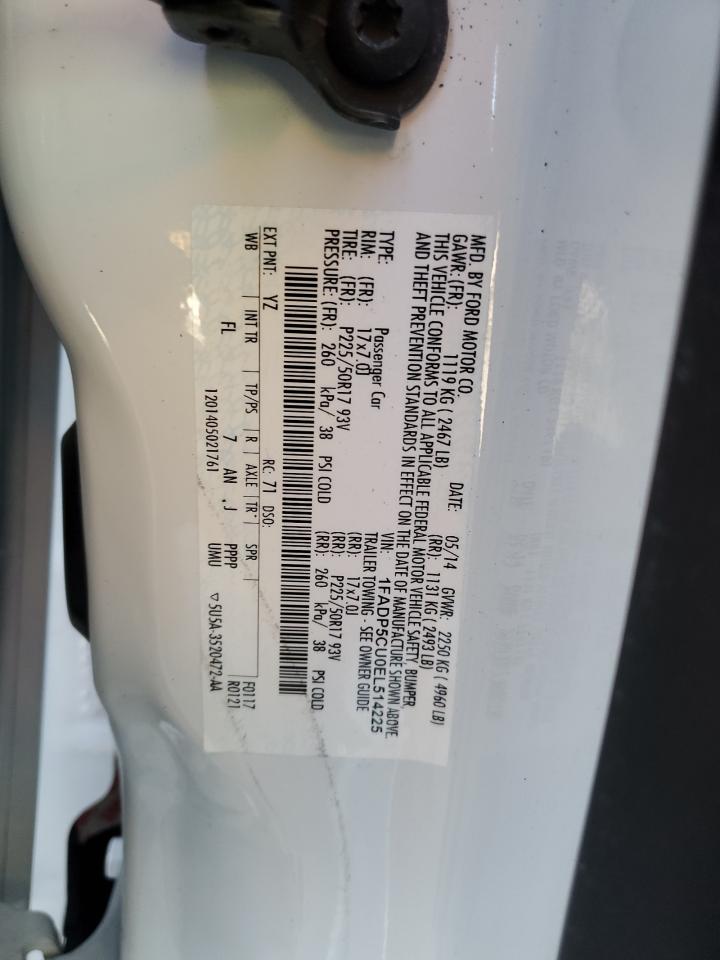 MFD. BY FORD MOTOR CO. DATE: 05/14 GVWR: 2250 KG ( 4960 LB)
GAWR: (FR): 1119 KG ( 2467 LB) (RR): 1131 KG ( 2493 LB)
THIS VEHICLE CONFORMS TO ALL APPLICABLE FEDERAL MOTOR VEHICLE SAFETY, BUMPER,
AND THEFT PREVENTION STANDARDS IN EFFECT ON THE DATE OF MANUFACTURE SHOWN ABOVE.
VIN: 1FADP5CU0EL514225
TYPE: Passenger Car TRAILER TOWING - SEE OWNER GUIDE
RIM: (FR): 17x7.0J (RR): 17x7.0J
TIRE: (FR): P225/50R17 93V (RR): P225/50R17 93V
PRESSURE: (FR): 260 kPa/ 38 PSI COLD (RR): 260 kPa/ 38 PSI COLD
EXT PNT: YZ RC: 71 DSO:
WB INT TR TP/PS R AXLE TR SPR F0117
FL 7 AN J PPPP R0121
UMU
1201405021761 ▽ 5U5A-3520472-AA